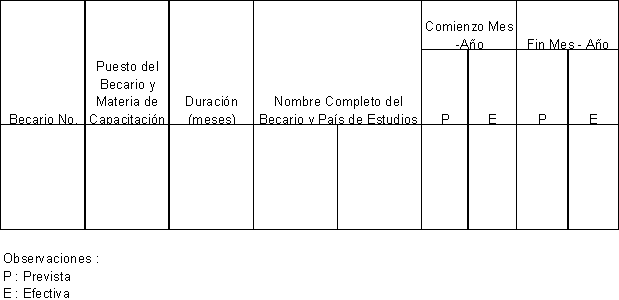 Comienzo Mes
-Año
Fin Mes - Año
Puesto del
Becario y
Materia de
Capacitación
Becario No.
Duración
(meses)
Nombre Completo del
Becario y País de Estudios
P
E
P
E
Observaciones :
P : Prevista
E : Efectiva